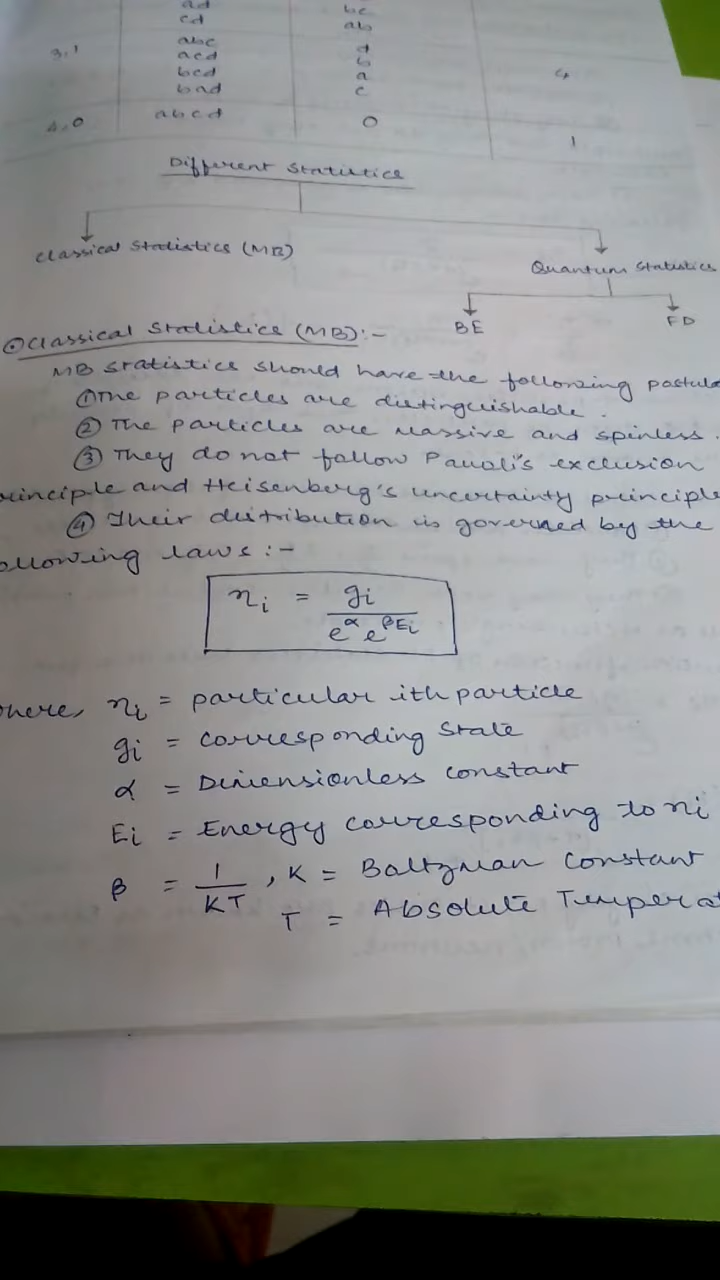 ad bc
cd ab
3,1 abc d 4
acd b
bcd a
bad c
4,0 abcd 0 1
Different Statistics
Classical Statistics (MB)
Quantum Statistics
BE FD
Classical Statistics (MB):-
MB statistics should have the following postula
① The particles are distinguishable.
② The particles are massive and spinless.
③ They do not follow Pauoli's exclusion
rinciple and Heisenberg's uncertainty principle
④ Their distribution is governed by the
ollowing laws :-
nᵢ = gᵢ / e^α e^βEᵢ
where, nᵢ = particular ith particle
gᵢ = corresponding State
α = Dimensionless constant
Eᵢ = Energy corresponding to nᵢ
β = 1/KT , K = Boltzman constant
T = Absolute Temperat